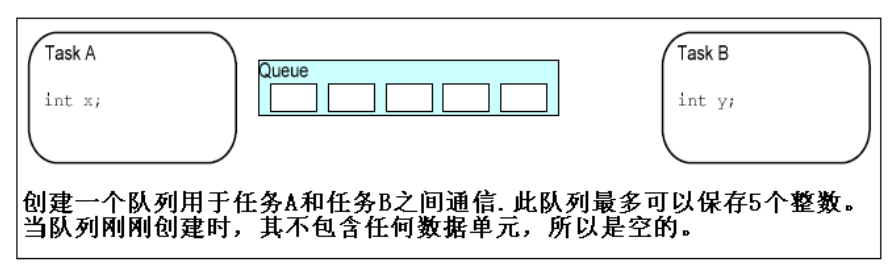 Task A
int x;
Queue
Task B
int y;
创建一个队列用于任务A和任务B之间通信. 此队列最多可以保存5个整数。
当队列刚刚创建时，其不包含任何数据单元，所以是空的。